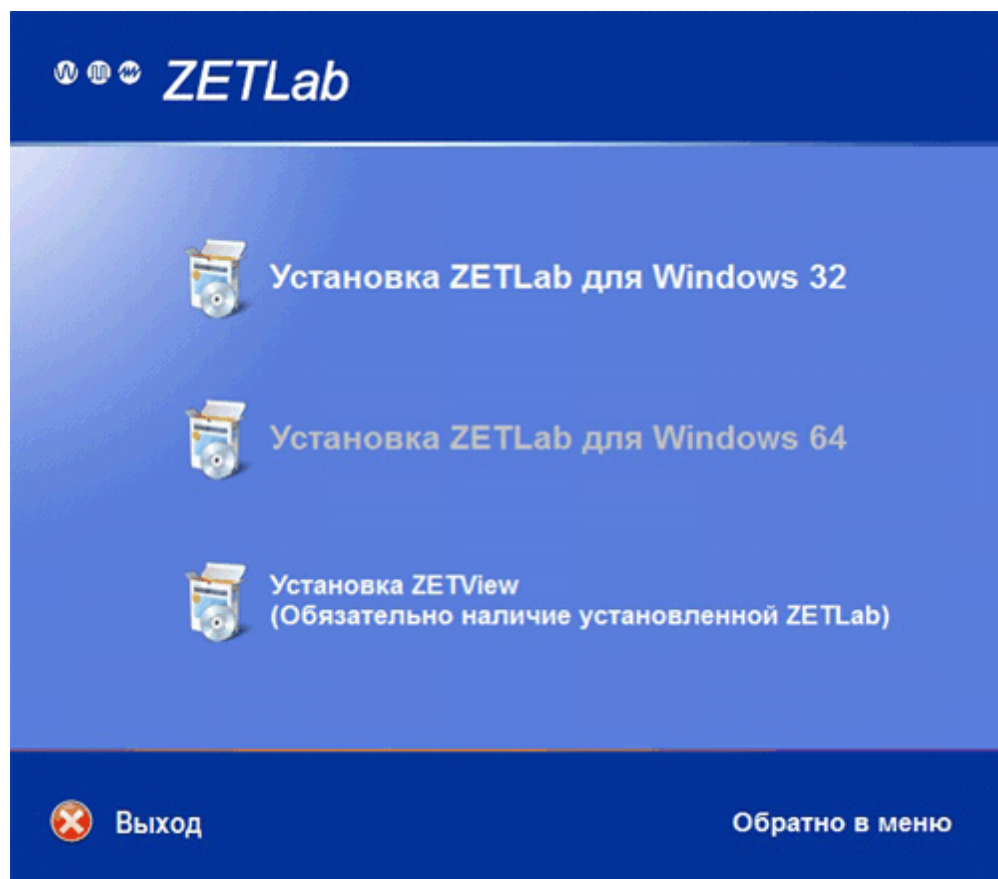 ZETLab
Установка ZETLab для Windows 32
Установка ZETLab для Windows 64
Установка ZETView
(Обязательно наличие установленной ZETLab)
Выход
Обратно в меню